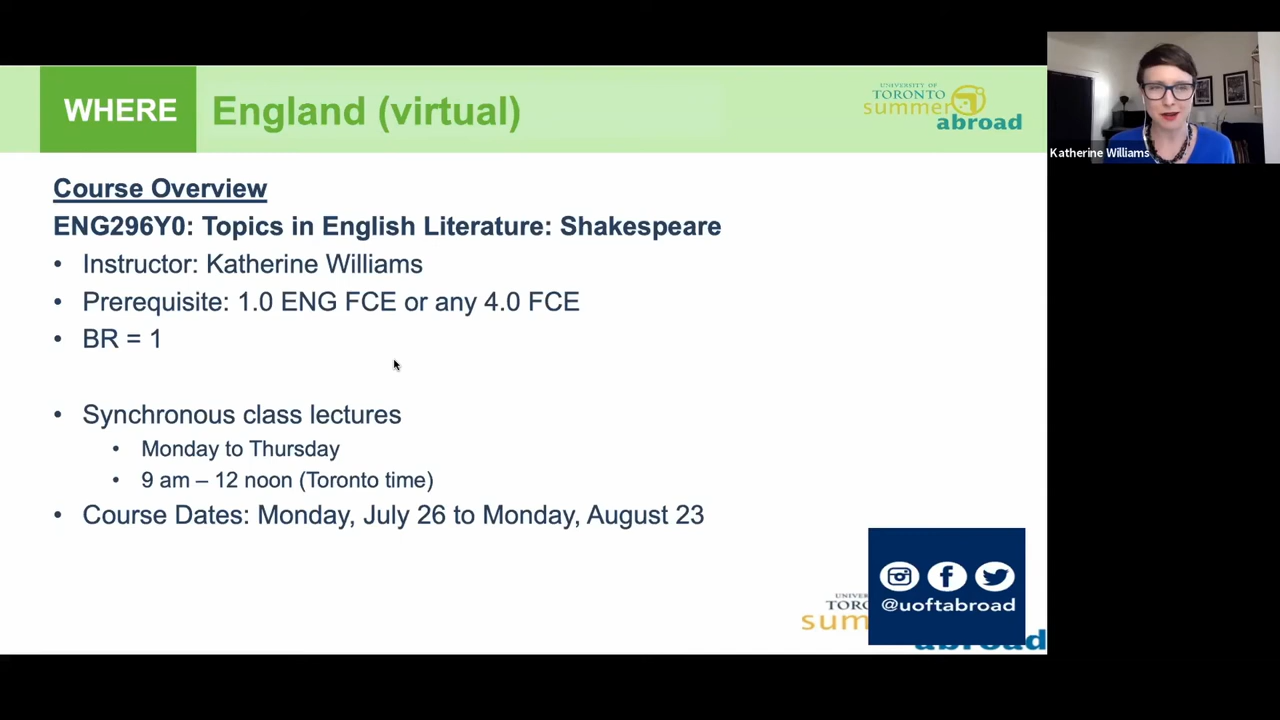 WHERE
England (virtual)
UNIVERSITY OF
TORONTO
summer
abroad
Katherine Williams
Course Overview
ENG296Y0: Topics in English Literature: Shakespeare
• Instructor: Katherine Williams
• Prerequisite: 1.0 ENG FCE or any 4.0 FCE
• BR = 1
• Synchronous class lectures
• Monday to Thursday
• 9 am – 12 noon (Toronto time)
• Course Dates: Monday, July 26 to Monday, August 23
@uoftabroad
abroad